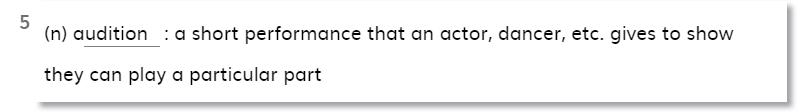 5
(n) audition : a short performance that an actor, dancer, etc. gives to show
they can play a particular part